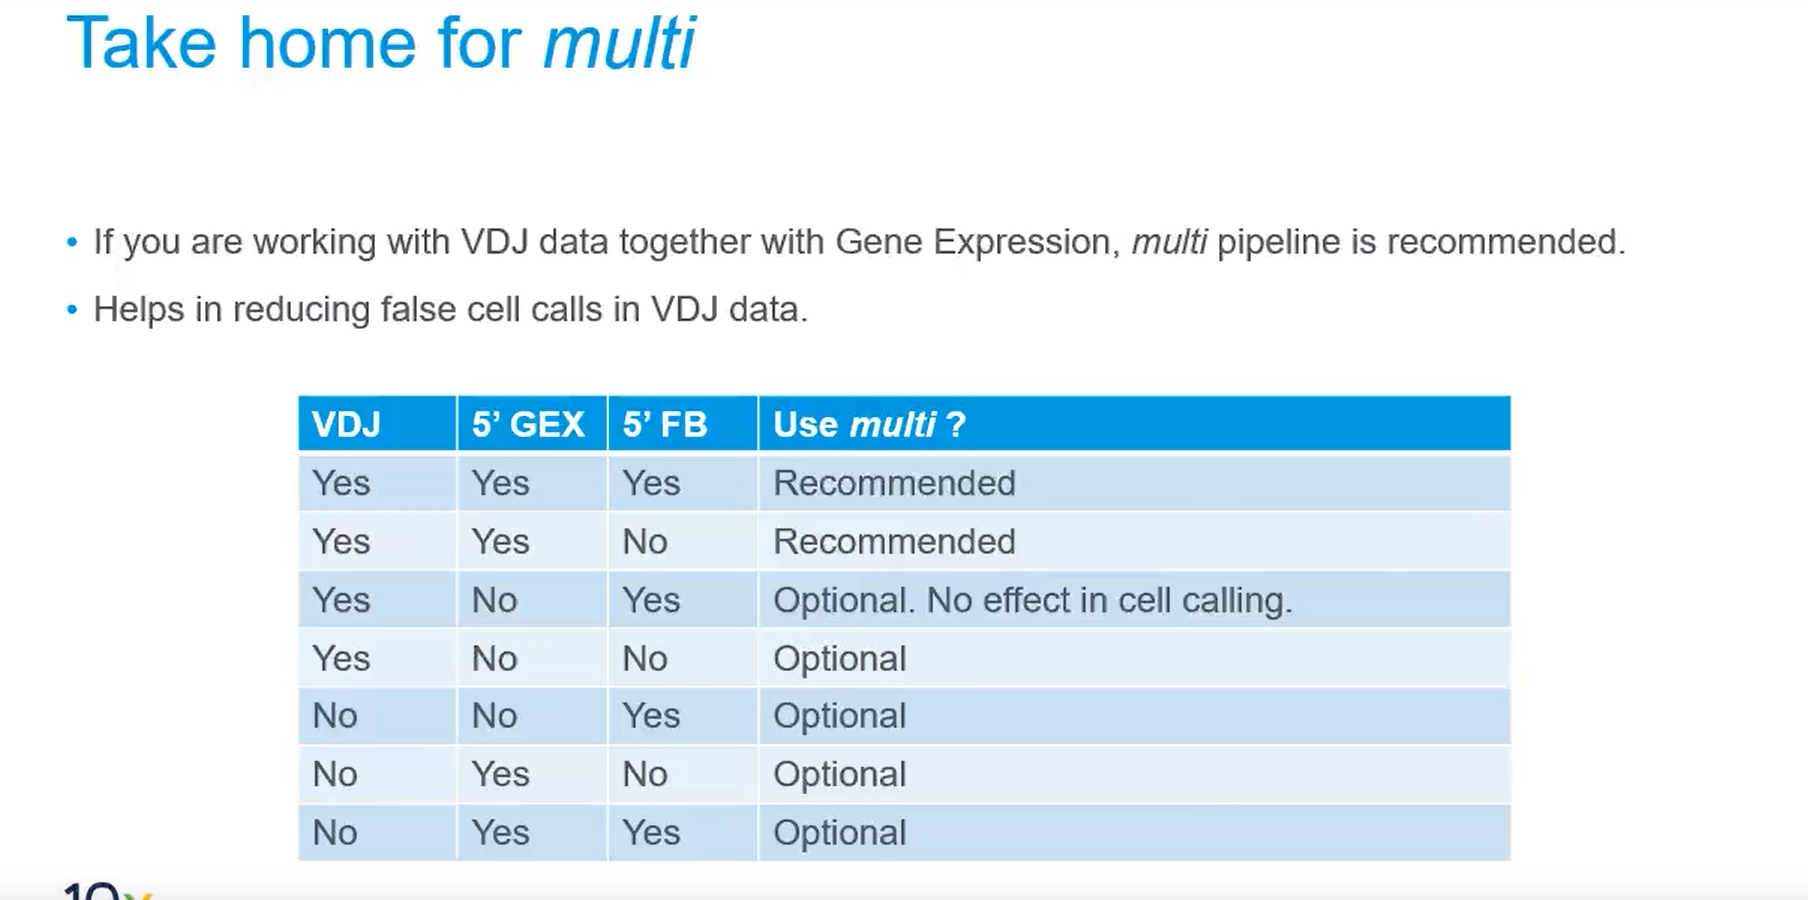 Take home for multi
• If you are working with VDJ data together with Gene Expression, multi pipeline is recommended.
• Helps in reducing false cell calls in VDJ data.
VDJ 5’ GEX 5’ FB Use multi ?
Yes Yes Yes Recommended
Yes Yes No Recommended
Yes No Yes Optional. No effect in cell calling.
Yes No No Optional
No No Yes Optional
No Yes No Optional
No Yes Yes Optional
10x